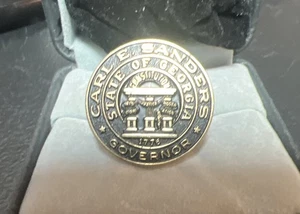 CARL E. SANDERS
STATE OF GEORGIA
1776
GOVERNOR